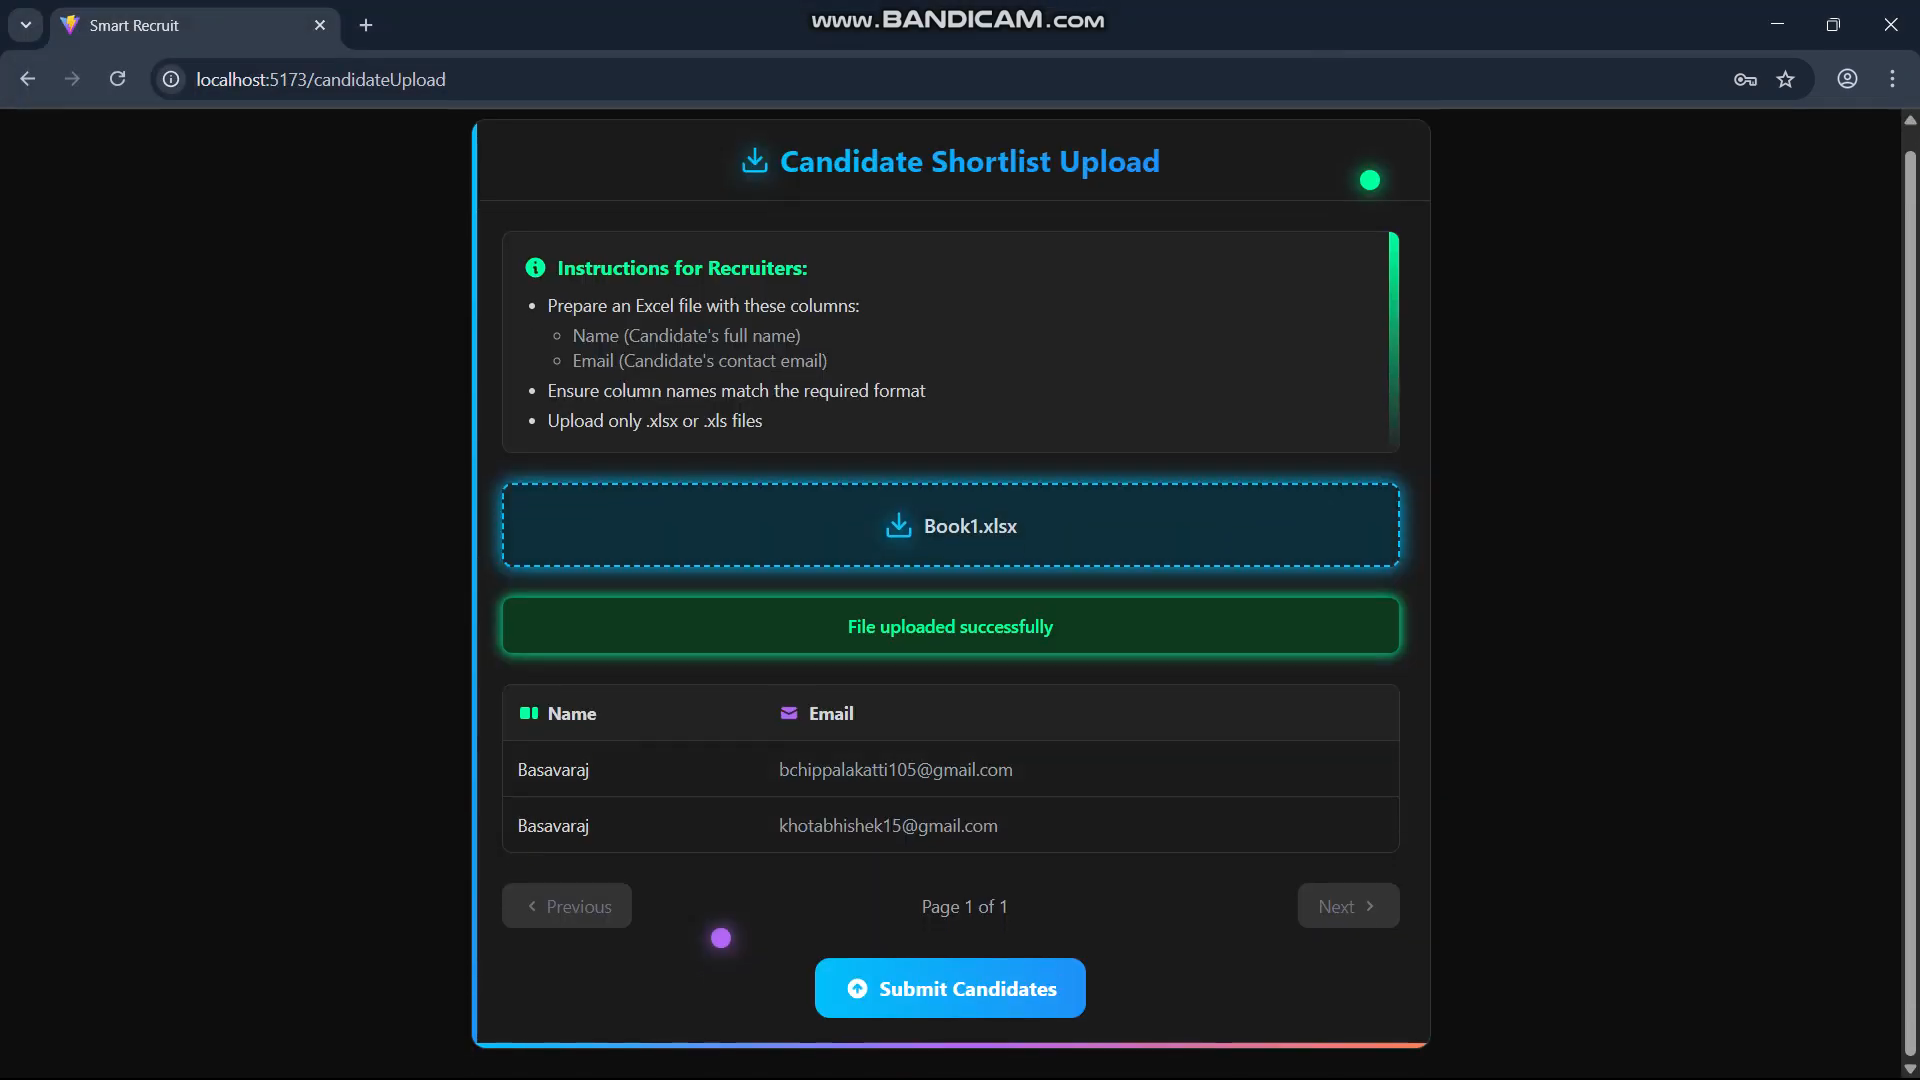 Smart Recruit
www.BANDICAM.com
localhost:5173/candidateUpload
Candidate Shortlist Upload
Instructions for Recruiters:
Prepare an Excel file with these columns:
Name (Candidate's full name)
Email (Candidate's contact email)
Ensure column names match the required format
Upload only .xlsx or .xls files
Book1.xlsx
File uploaded successfully
Name Email
Basavaraj bchippalakatti105@gmail.com
Basavaraj khotabhishek15@gmail.com
Previous Page 1 of 1 Next
Submit Candidates